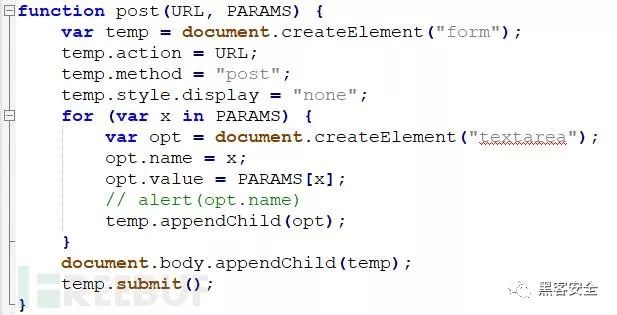 function post(URL, PARAMS) {
    var temp = document.createElement("form");
    temp.action = URL;
    temp.method = "post";
    temp.style.display = "none";
    for (var x in PARAMS) {
        var opt = document.createElement("textarea");
        opt.name = x;
        opt.value = PARAMS[x];
        // alert(opt.name)
        temp.appendChild(opt);
    }
    document.body.appendChild(temp);
    temp.submit();
}
REEBUF
黑客安全